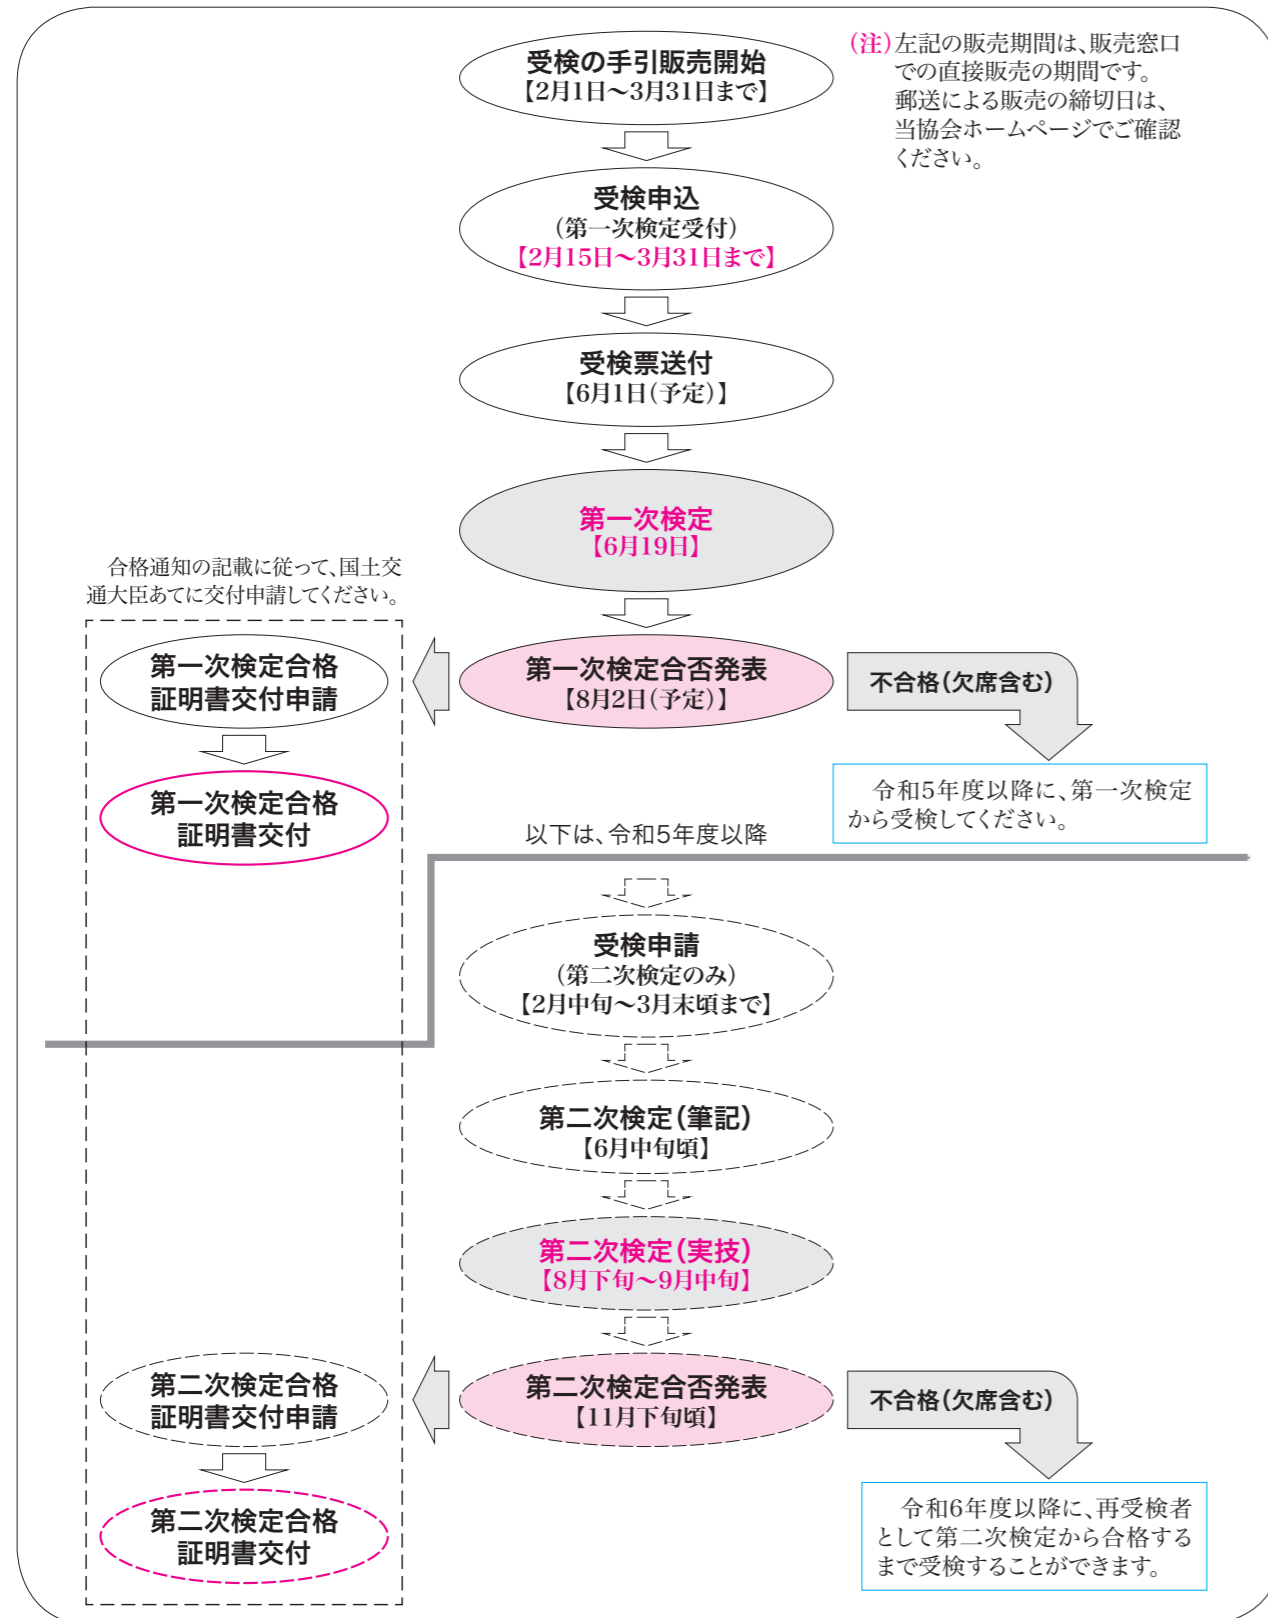 受検の手引販売開始
【2月1日～3月31日まで】
(注)左記の販売期間は、販売窓口
での直接販売の期間です。
郵送による販売の締切日は、
当協会ホームページでご確認
ください。
受検申込
(第一次検定受付)
【2月15日～3月31日まで】
受検票送付
【6月1日(予定)】
第一次検定
【6月19日】
合格通知の記載に従って、国土交
通大臣あてに交付申請してください。
第一次検定合格
証明書交付申請
第一次検定合否発表
【8月2日(予定)】
不合格(欠席含む)
第一次検定合格
証明書交付
令和5年度以降に、第一次検定
から受検してください。
以下は、令和5年度以降
受検申請
(第二次検定のみ)
【2月中旬～3月末頃まで】
第二次検定(筆記)
【6月中旬頃】
第二次検定(実技)
【8月下旬～9月中旬】
第二次検定合格
証明書交付申請
第二次検定合否発表
【11月下旬頃】
不合格(欠席含む)
第二次検定合格
証明書交付
令和6年度以降に、再受検者
として第二次検定から合格する
まで受検することができます。